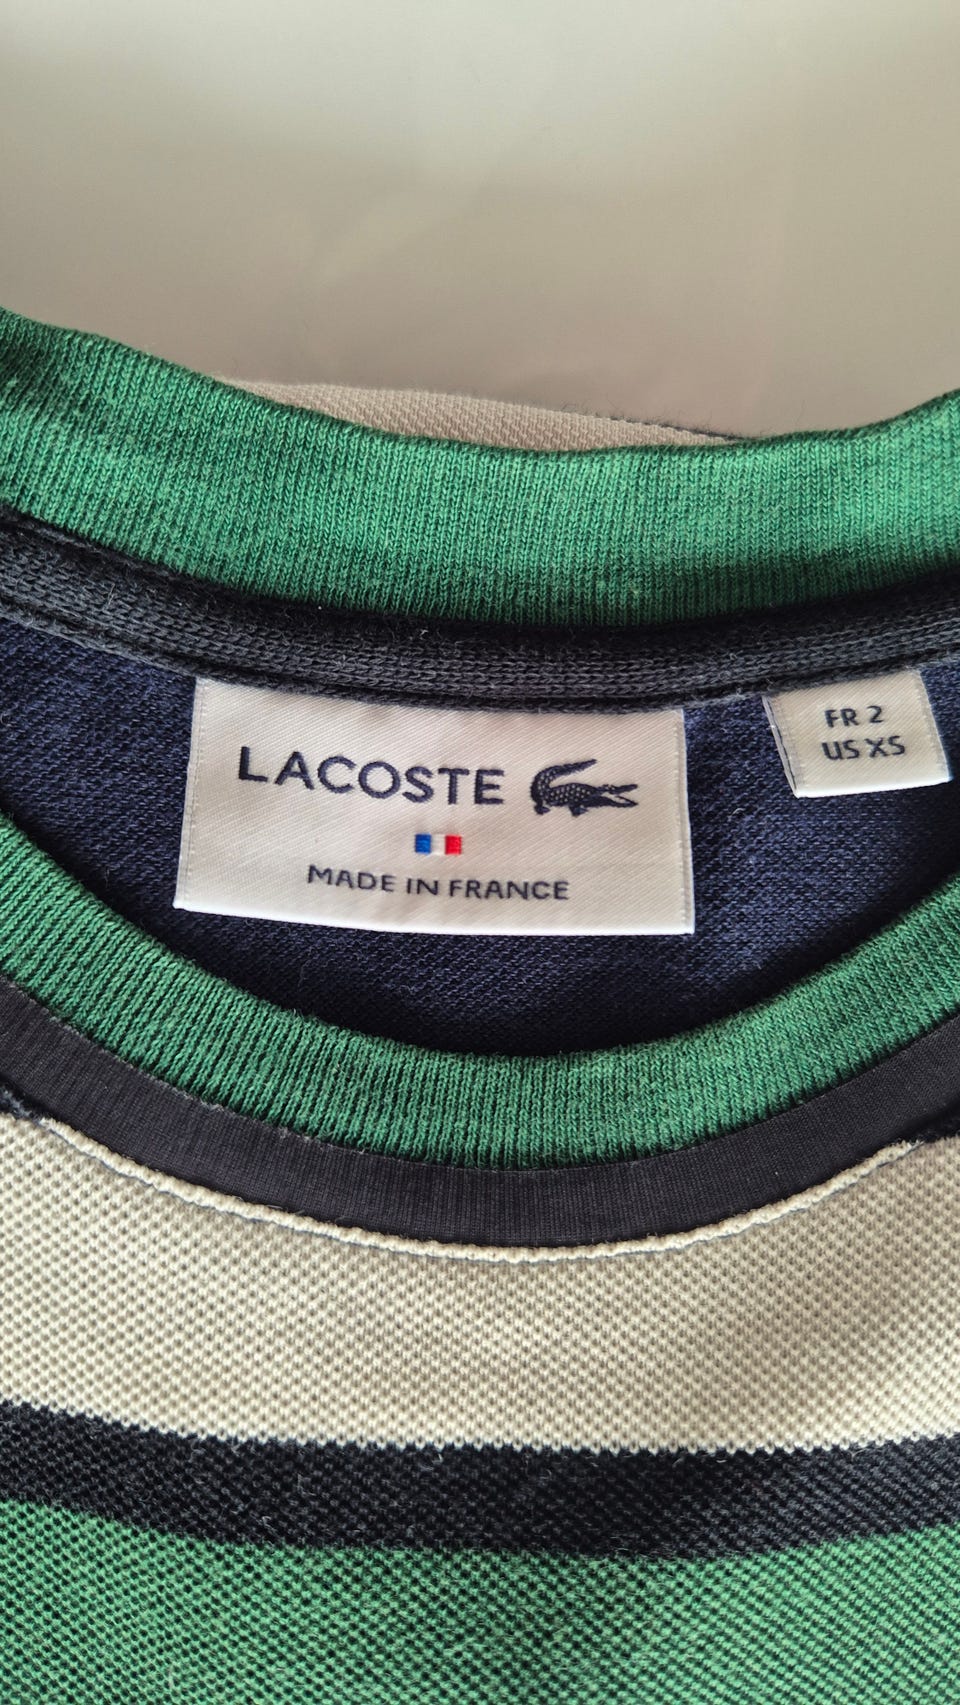 LACOSTE
MADE IN FRANCE
FR 2
US XS